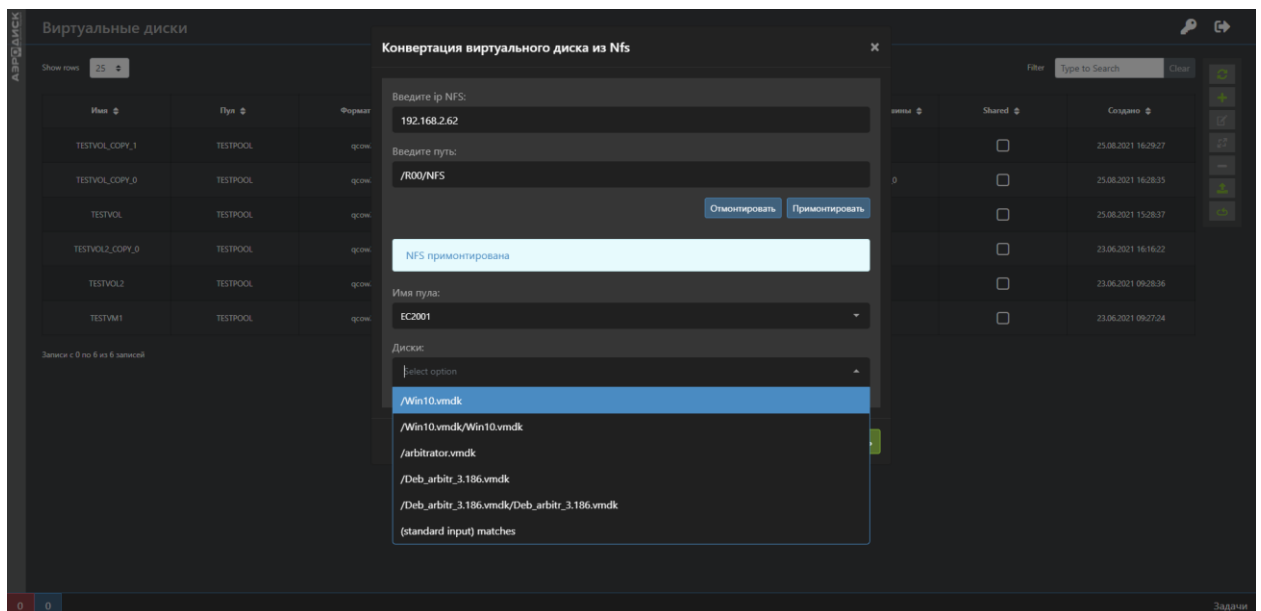 АЭРОДИСК
Виртуальные диски
Show rows 25
Filter Type to Search Clear
Имя Пул Формат Shared Создано
TESTVOL_COPY_1 TESTPOOL 25.08.2021 16:29:27
TESTVOL_COPY_0 TESTPOOL 25.08.2021 16:28:35
TESTVOL TESTPOOL 25.08.2021 15:28:37
TESTVOL2_COPY_0 TESTPOOL 23.06.2021 16:16:22
TESTVOL2 TESTPOOL 23.06.2021 09:28:36
TESTVM1 TESTPOOL 23.06.2021 09:27:24
Записи с 0 по 6 из 6 записей
Конвертация виртуального диска из Nfs ×
Введите ip NFS:
192.168.2.62
Введите путь:
/R00/NFS
Отмонтировать Примонтировать
NFS примонтирована
Имя пула:
EC2001
Диски:
Select option
/Win10.vmdk
/Win10.vmdk/Win10.vmdk
/arbitrator.vmdk
/Deb_arbitr_3.186.vmdk
/Deb_arbitr_3.186.vmdk/Deb_arbitr_3.186.vmdk
(standard input) matches
0 0 Задачи